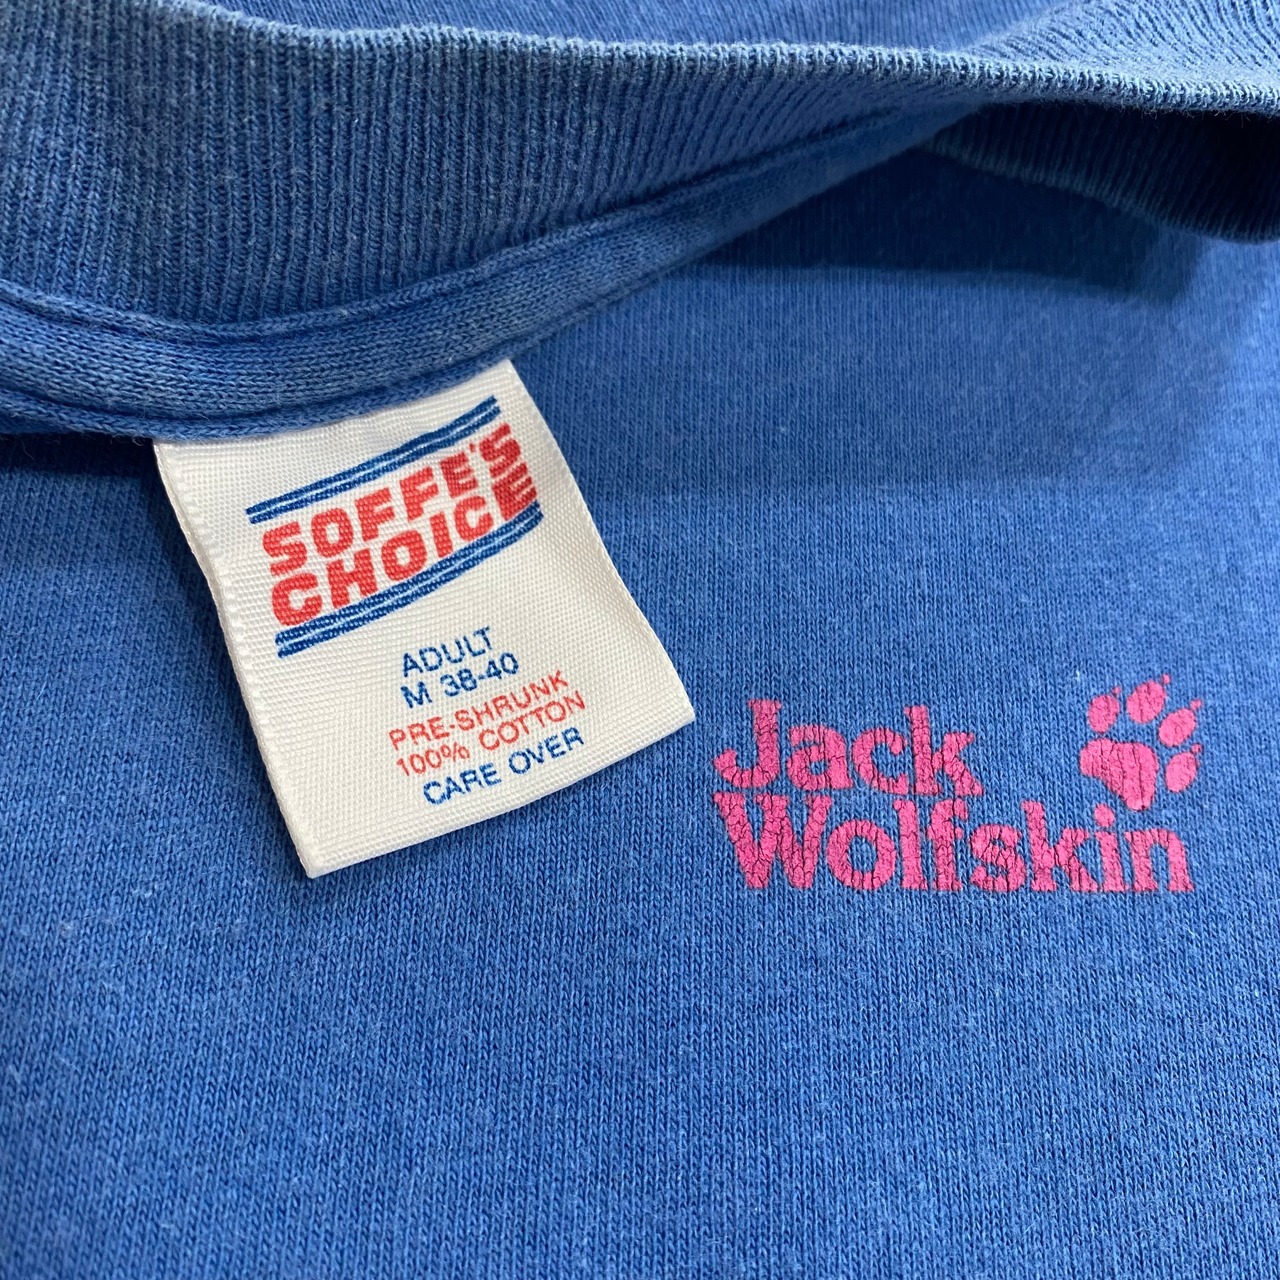 SOFFE'S
CHOICE
ADULT
M 38-40
PRE-SHRUNK
100% COTTON
CARE OVER
Jack
Wolfskin